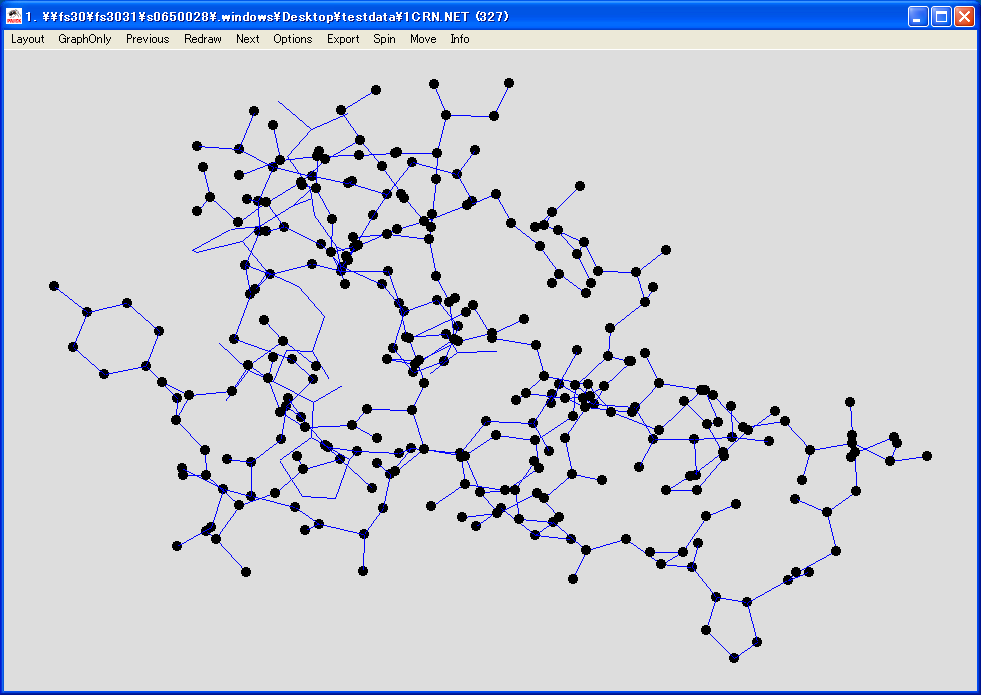 1. ¥¥fs30¥fs3031¥s0650028¥.windows¥Desktop¥testdata¥1CRN.NET (327)
Layout GraphOnly Previous Redraw Next Options Export Spin Move Info